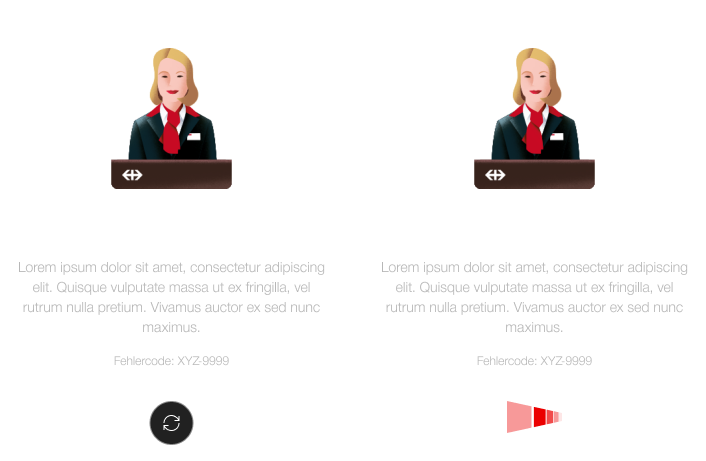 Lorem ipsum dolor sit amet, consectetur adipiscing
elit. Quisque vulputate massa ut ex fringilla, vel
rutrum nulla pretium. Vivamus auctor ex sed nunc
maximus.
Fehlercode: XYZ-9999
Lorem ipsum dolor sit amet, consectetur adipiscing
elit. Quisque vulputate massa ut ex fringilla, vel
rutrum nulla pretium. Vivamus auctor ex sed nunc
maximus.
Fehlercode: XYZ-9999